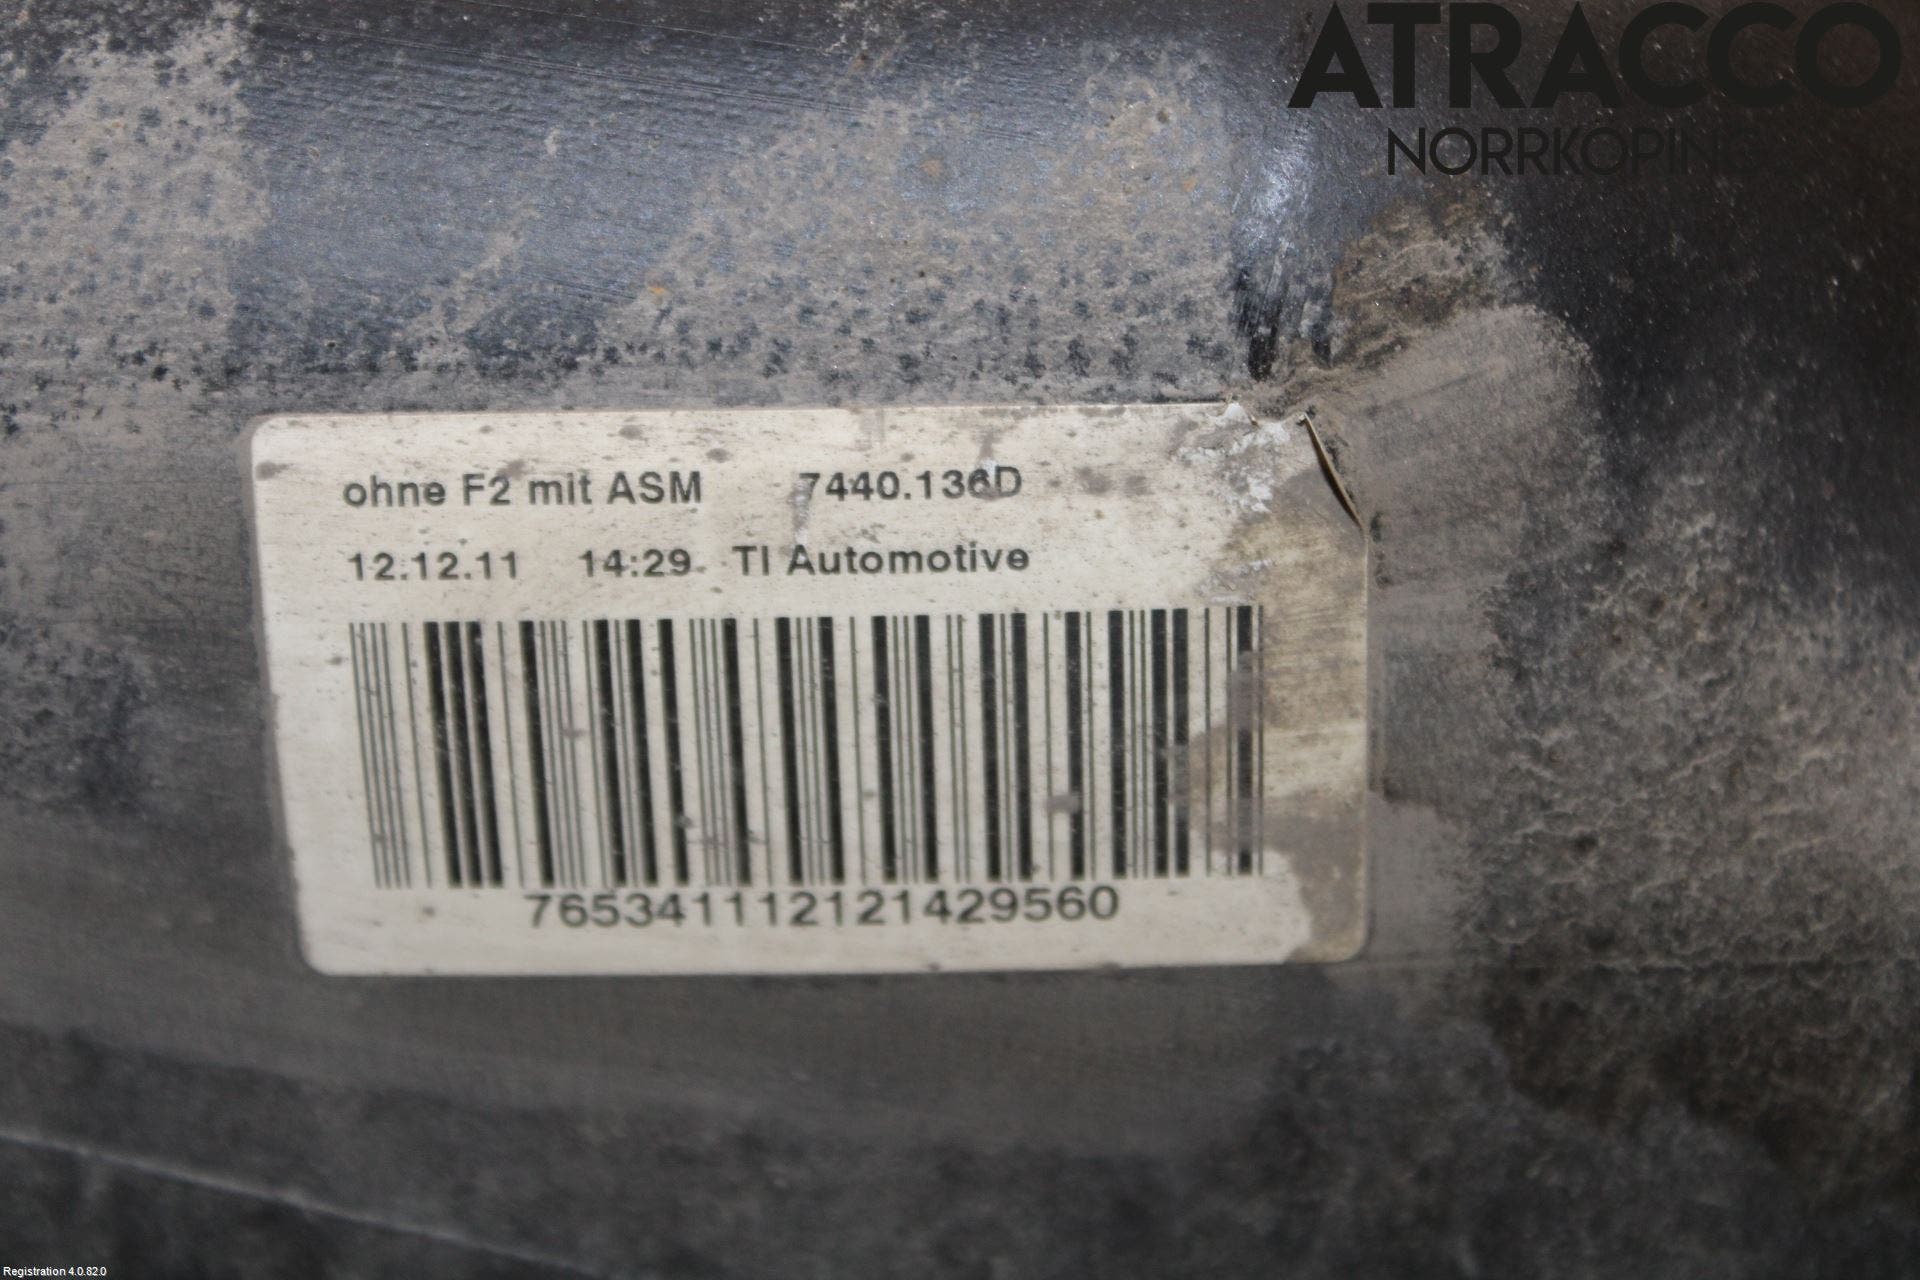 ATRACCO
NORRKOPING
ohne F2 mit ASM 7440.136D
12.12.11 14:29 TI Automotive
765341112121429560
Registration 4.0.82.0